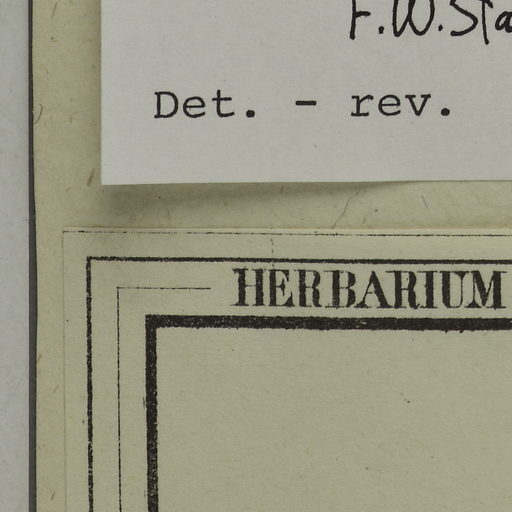 F.W.Sta
Det. - rev.
HERBARIUM